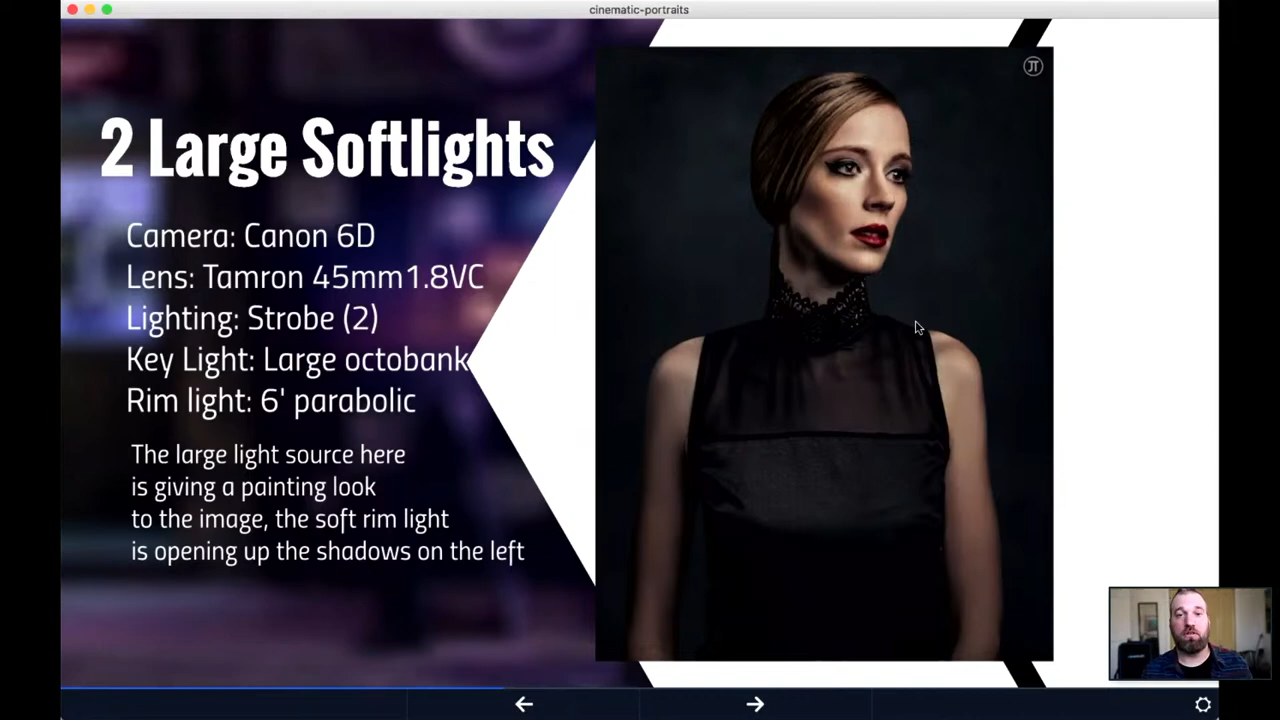 cinematic-portraits
JT
2 Large Softlights
Camera: Canon 6D
Lens: Tamron 45mm1.8VC
Lighting: Strobe (2)
Key Light: Large octobank
Rim light: 6' parabolic
The large light source here
is giving a painting look
to the image, the soft rim light
is opening up the shadows on the left